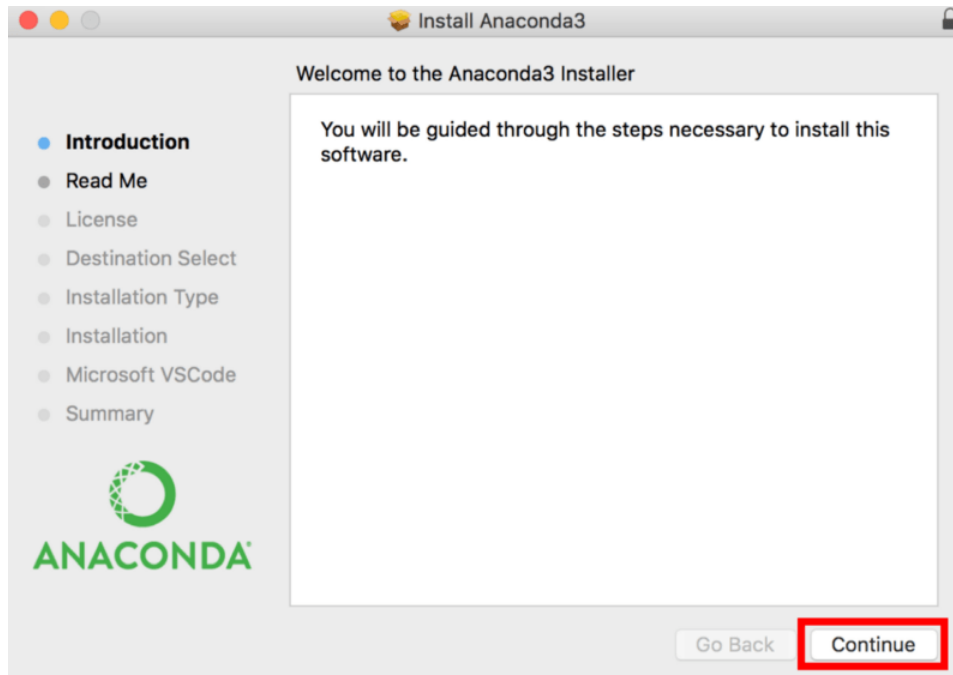 Install Anaconda3
Welcome to the Anaconda3 Installer
Introduction
Read Me
License
Destination Select
Installation Type
Installation
Microsoft VSCode
Summary
ANACONDA
You will be guided through the steps necessary to install this
software.
Go Back
Continue